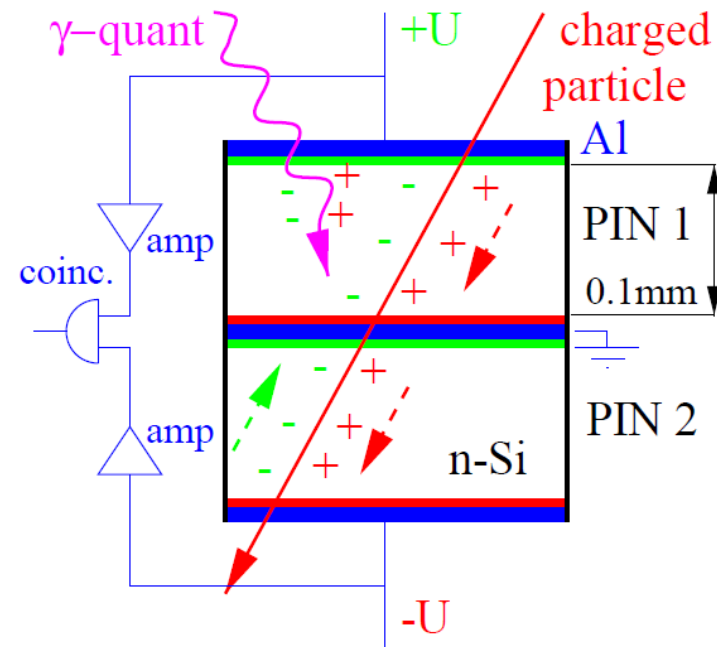 γ-quant
+U
charged
particle
Al
PIN 1
amp
coinc.
0.1mm
amp
PIN 2
n-Si
-U